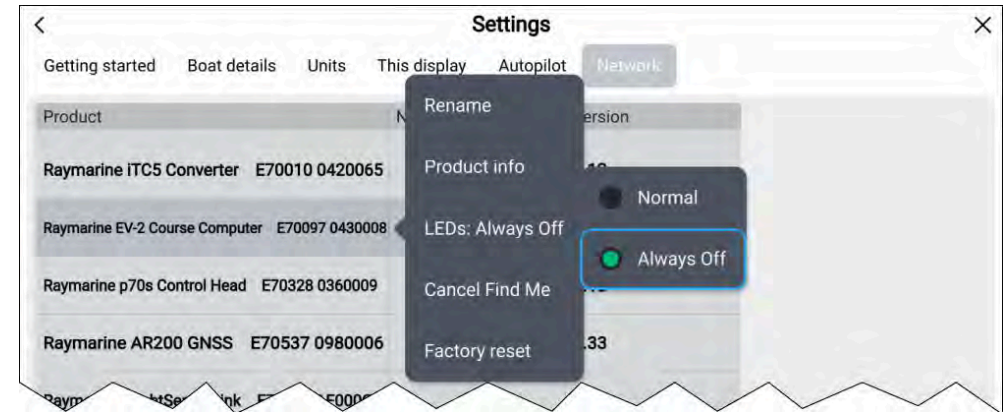 Settings
Getting started Boat details Units This display Autopilot Network
Product
Rename
Raymarine iTC5 Converter E70010 0420065
Product info
Normal
Raymarine EV-2 Course Computer E70097 0430008
LEDs: Always Off
Always Off
Raymarine p70s Control Head E70328 0360009
Cancel Find Me
Raymarine AR200 GNSS E70537 0980006
.33
Factory reset